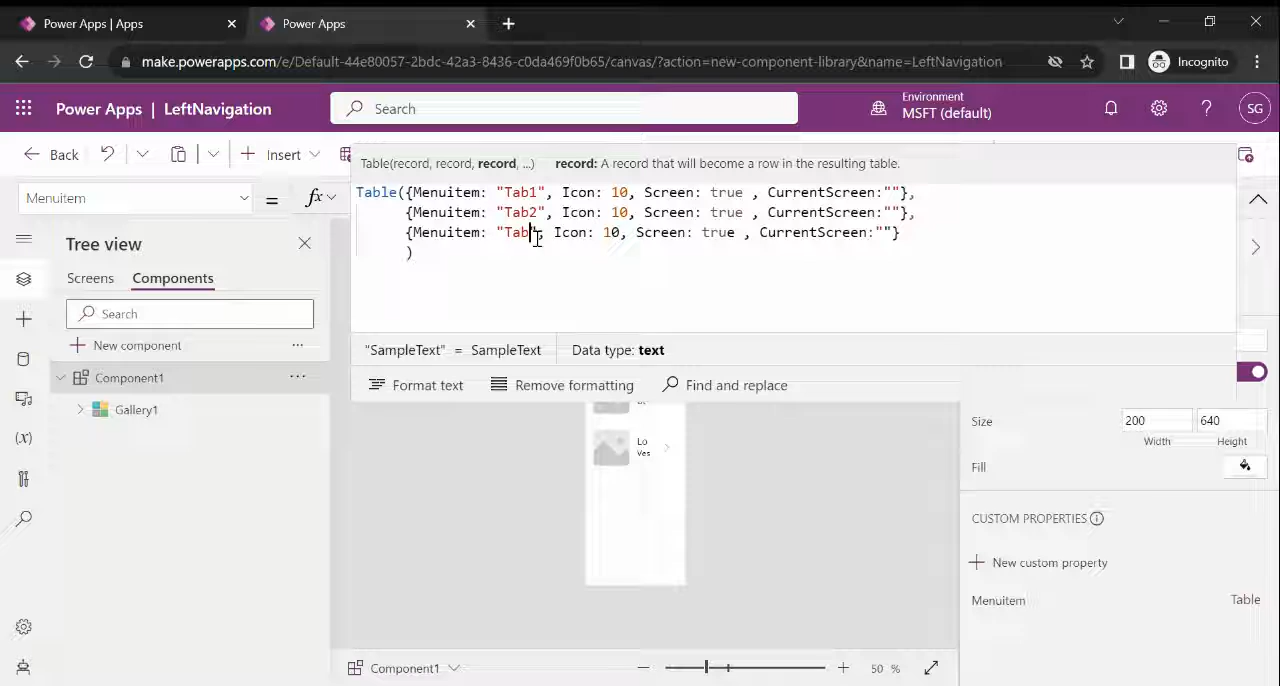 Power Apps | Apps
Power Apps
make.powerapps.com/e/Default-44e80057-2bdc-42a3-8436-c0da469f0b65/canvas/?action=new-component-library&name=LeftNavigation
Incognito
Power Apps | LeftNavigation
Search
Environment
MSFT (default)
SG
Back
Insert
Table(record, record, record, ...) record: A record that will become a row in the resulting table.
Menuitem
=
fx
Table({Menuitem: "Tab1", Icon: 10, Screen: true , CurrentScreen:""},
{Menuitem: "Tab2", Icon: 10, Screen: true , CurrentScreen:""},
{Menuitem: "Tab", Icon: 10, Screen: true , CurrentScreen:""}
)
"SampleText" = SampleText
Data type: text
Format text
Remove formatting
Find and replace
Tree view
Screens
Components
Search
New component
Component1
Gallery1
Lo
Ves
Size
200
640
Width
Height
Fill
CUSTOM PROPERTIES
New custom property
Menuitem
Table
Component1
50 %